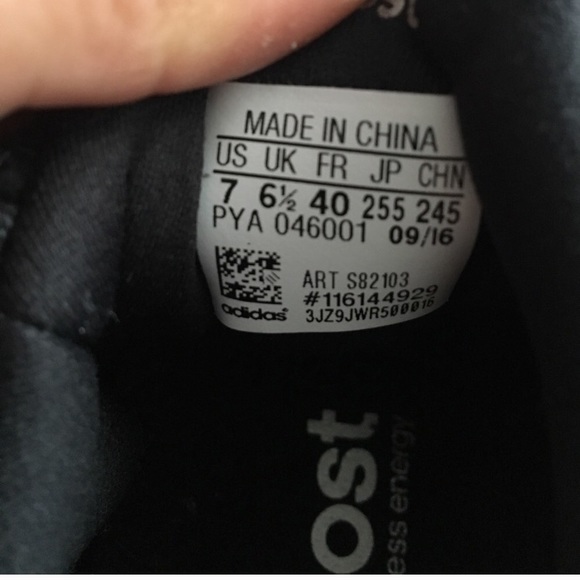 MADE IN CHINA
US UK FR JP CHN
7 6½ 40 255 245
PYA 046001 09/16
ART S82103
#116144929
adidas
3JZ9JWR500016
ost
ess energy